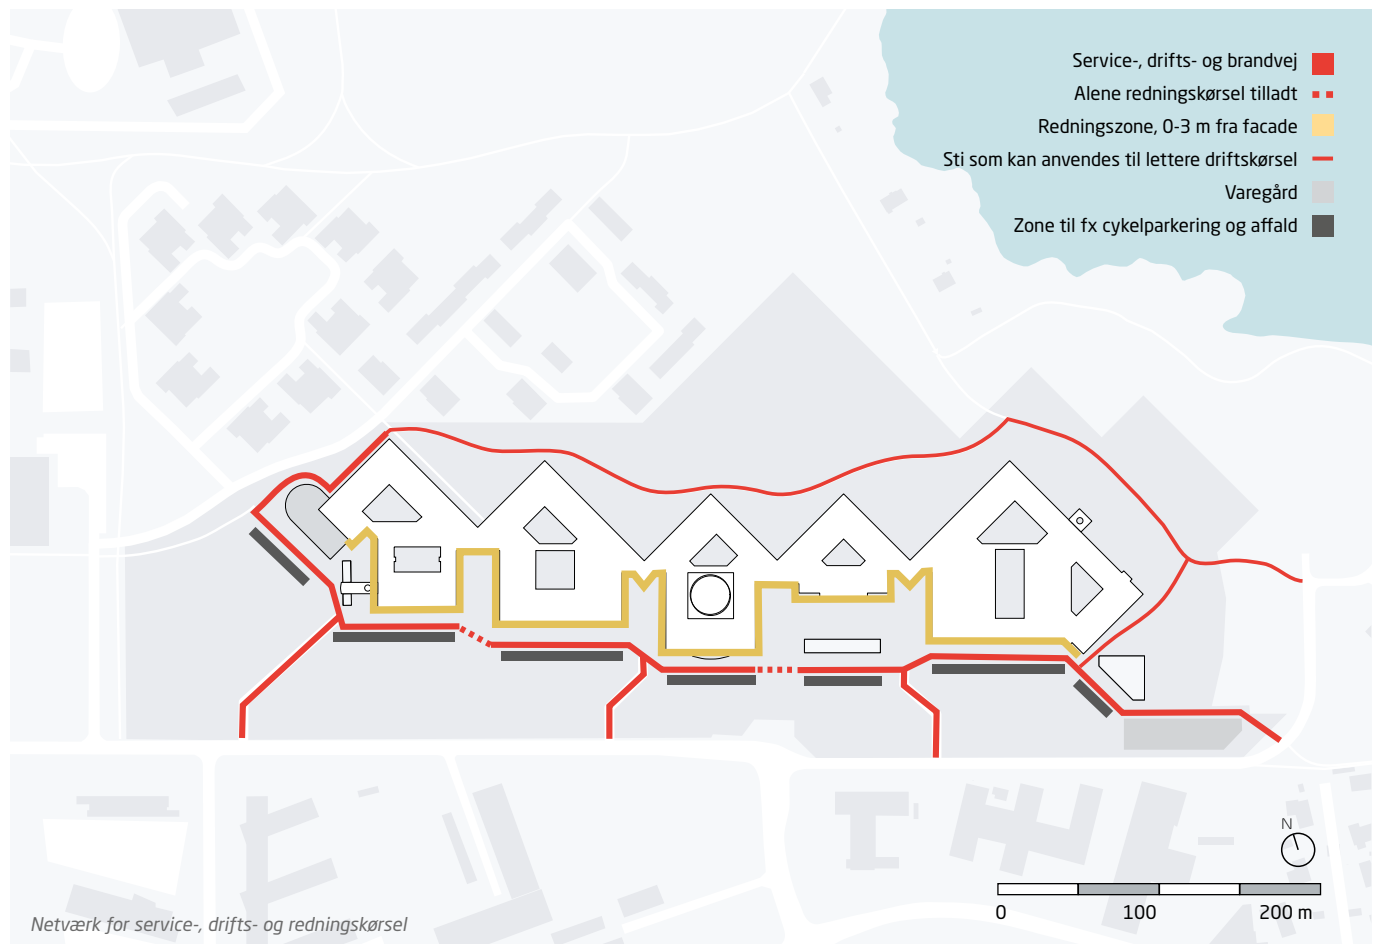 Service-, drifts- og brandvej
Alene redningskørsel tilladt
Redningszone, 0-3 m fra facade
Sti som kan anvendes til lettere driftskørsel
Varegård
Zone til fx cykelparkering og affald
N
0 100 200 m
Netværk for service-, drifts- og redningskørsel